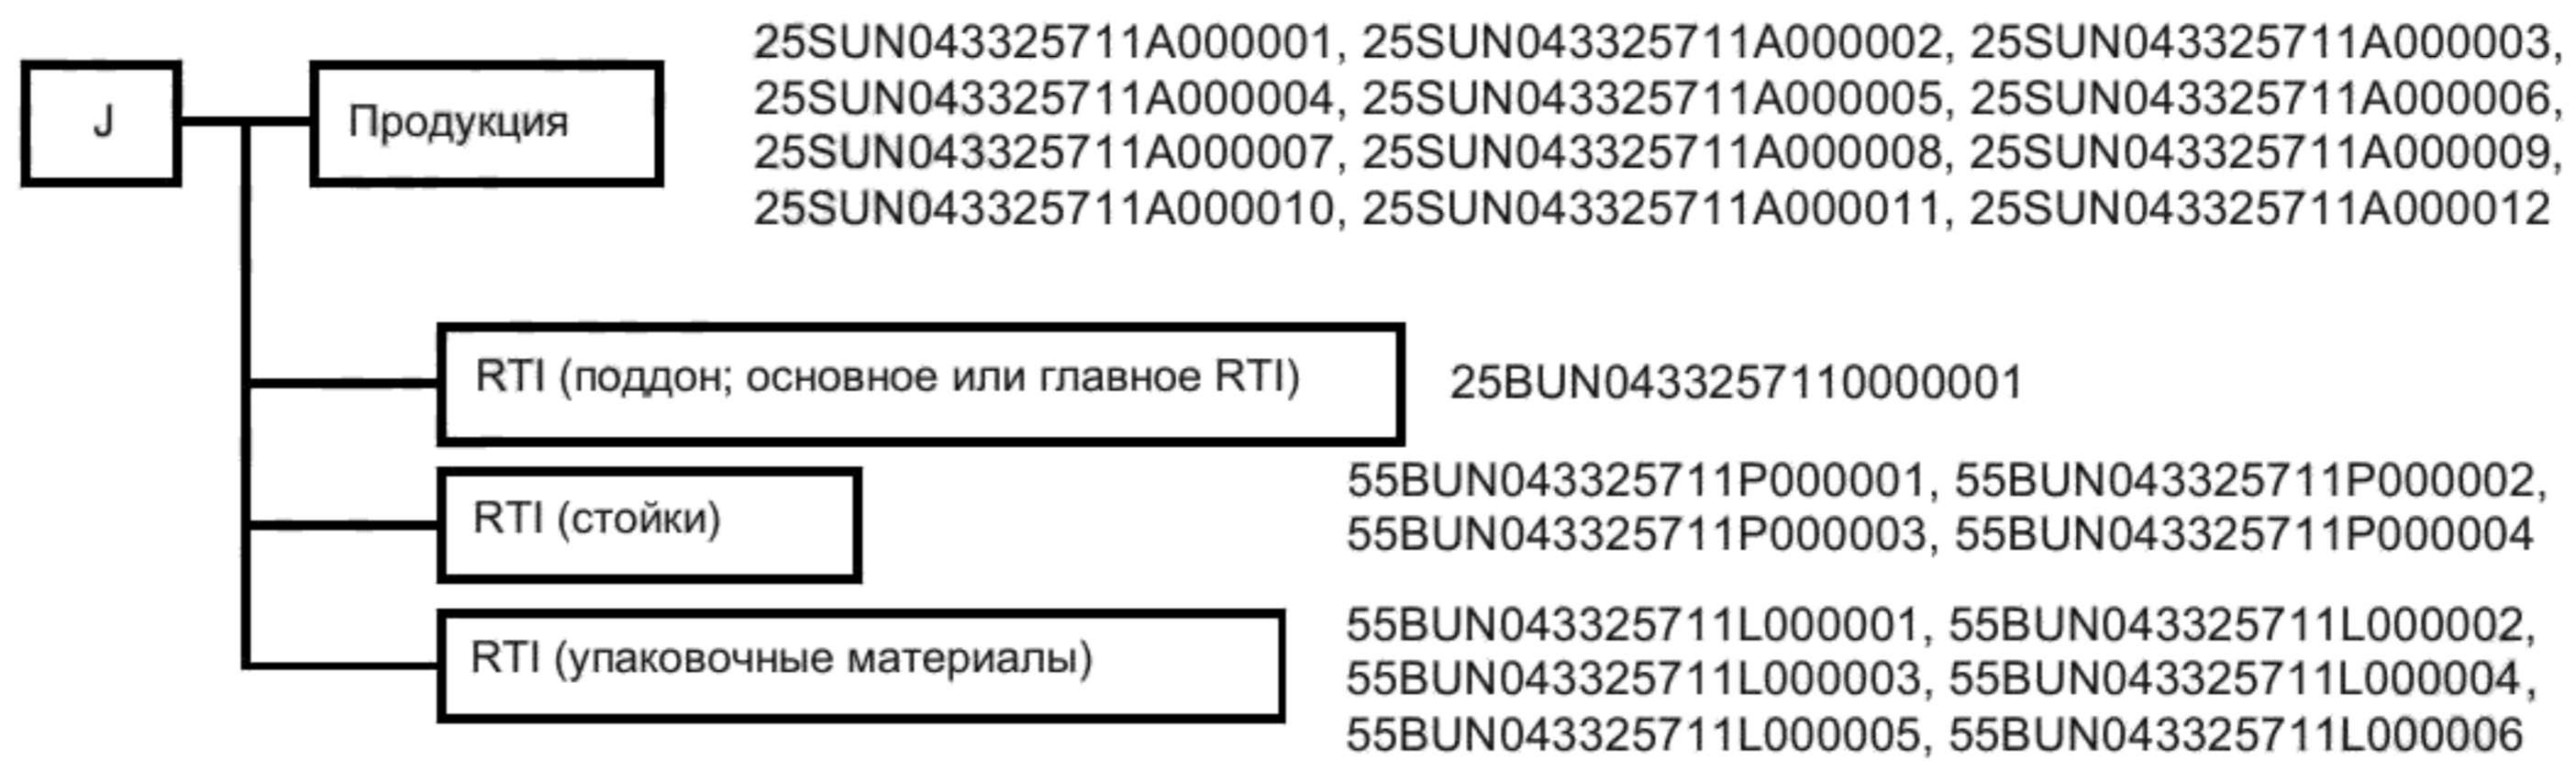 J
Продукция
25SUN043325711A000001, 25SUN043325711A000002, 25SUN043325711A000003,
25SUN043325711A000004, 25SUN043325711A000005, 25SUN043325711A000006,
25SUN043325711A000007, 25SUN043325711A000008, 25SUN043325711A000009,
25SUN043325711A000010, 25SUN043325711A000011, 25SUN043325711A000012
RTI (поддон; основное или главное RTI)
25BUN0433257110000001
RTI (стойки)
55BUN043325711P000001, 55BUN043325711P000002,
55BUN043325711P000003, 55BUN043325711P000004
RTI (упаковочные материалы)
55BUN043325711L000001, 55BUN043325711L000002,
55BUN043325711L000003, 55BUN043325711L000004,
55BUN043325711L000005, 55BUN043325711L000006